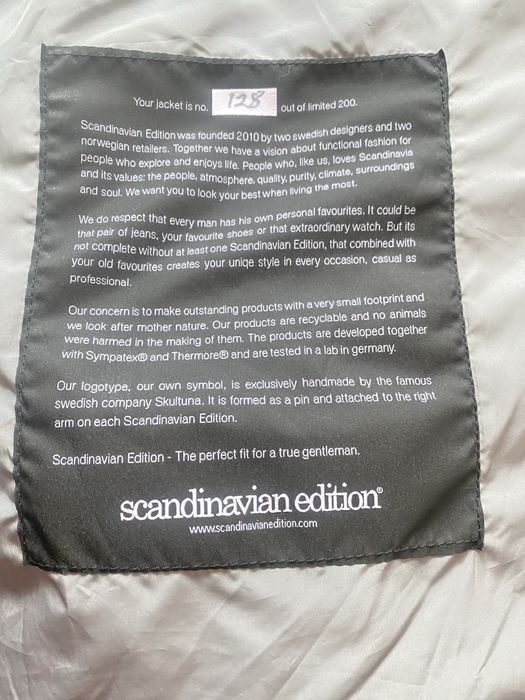 Your jacket is no. 128 out of limited 200.
Scandinavian Edition was founded 2010 by two swedish designers and two
norwegian retailers. Together we have a vision about functional fashion for
people who explore and enjoys life. People who, like us, loves Scandinavia
and its values: the people, atmosphere, quality, purity, climate, surroundings
and soul. We want you to look your best when living the most.
We do respect that every man has his own personal favourites. It could be
that pair of jeans, your favourite shoes or that extraordinary watch. But its
not complete without at least one Scandinavian Edition, that combined with
your old favourites creates your uniqe style in every occasion, casual as
professional.
Our concern is to make outstanding products with a very small footprint and
we look after mother nature. Our products are recyclable and no animals
were harmed in the making of them. The products are developed together
with Sympatex® and Thermore® and are tested in a lab in germany.
Our logotype, our own symbol, is exclusively handmade by the famous
swedish company Skultuna. It is formed as a pin and attached to the right
arm on each Scandinavian Edition.
Scandinavian Edition - The perfect fit for a true gentleman.
scandinavian edition®
www.scandinavianedition.com